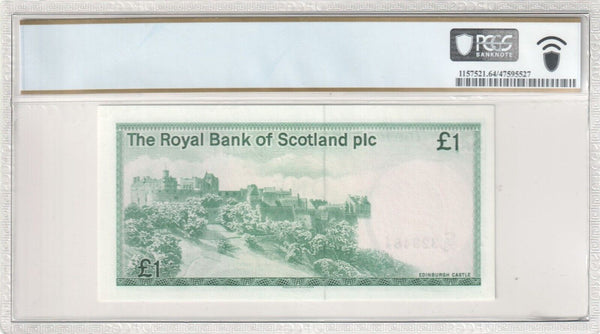 PCGS
BANKNOTE
1157521.64/47595527
The Royal Bank of Scotland plc £1
£1
EDINBURGH CASTLE